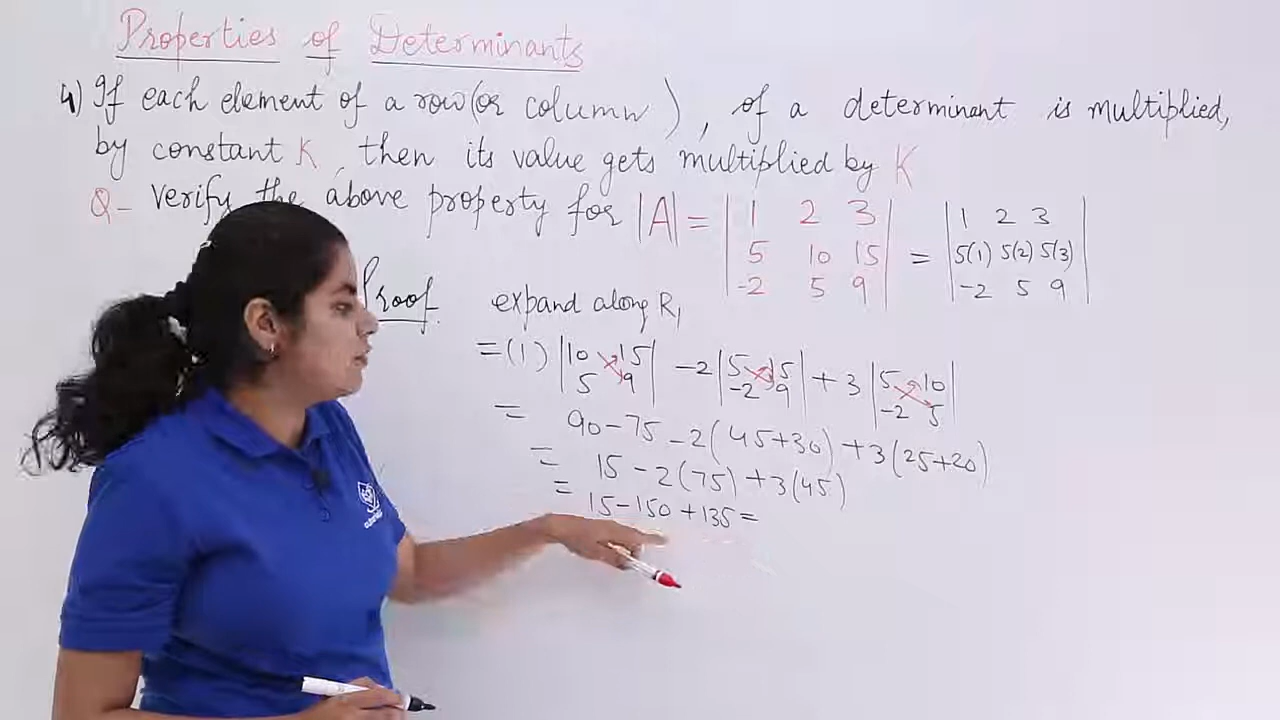 Properties of Determinants
4) If each element of a row (or column), of a determinant is multiplied,
by constant K, then its value gets multiplied by K
Q- Verify the above property for |A| = | 1 2 3 | = | 1 2 3 |
| 5 10 15 | | 5(1) 5(2) 5(3) |
| -2 5 9 | | -2 5 9 |
Proof expand along R1
= (1) | 10 15 | -2 | 5 15 | + 3 | 5 10 |
| 5 9 | | -2 9 | | -2 5 |
= 90-75 -2(45+30) +3(25+20)
= 15 - 2(75) +3(45)
= 15-150 +135 =